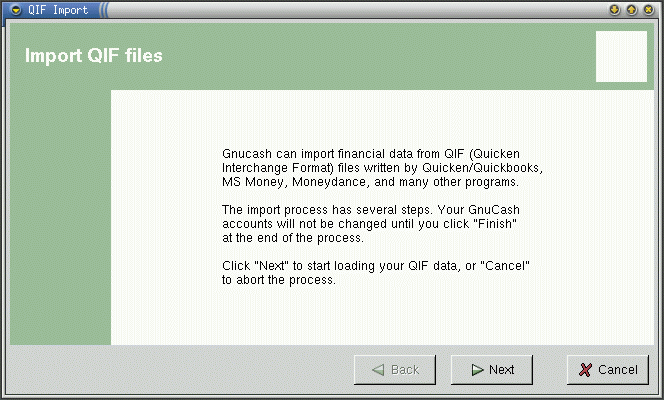 QIF Import
Import QIF files
Gnucash can import financial data from QIF (Quicken
Interchange Format) files written by Quicken/Quickbooks,
MS Money, Moneydance, and many other programs.
The import process has several steps. Your GnuCash
accounts will not be changed until you click "Finish"
at the end of the process.
Click "Next" to start loading your QIF data, or "Cancel"
to abort the process.
Back
Next
Cancel